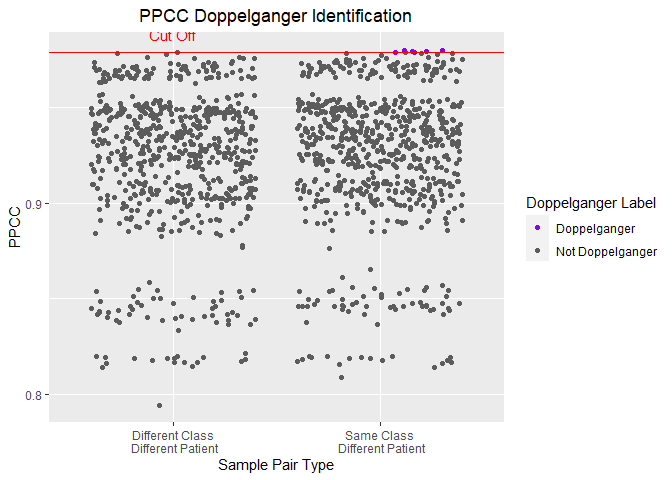 PPCC Doppelganger Identification
Cut Off
0.9
0.8
PPCC
Different Class
Different Patient
Same Class
Different Patient
Sample Pair Type
Doppelganger Label
Doppelganger
Not Doppelganger